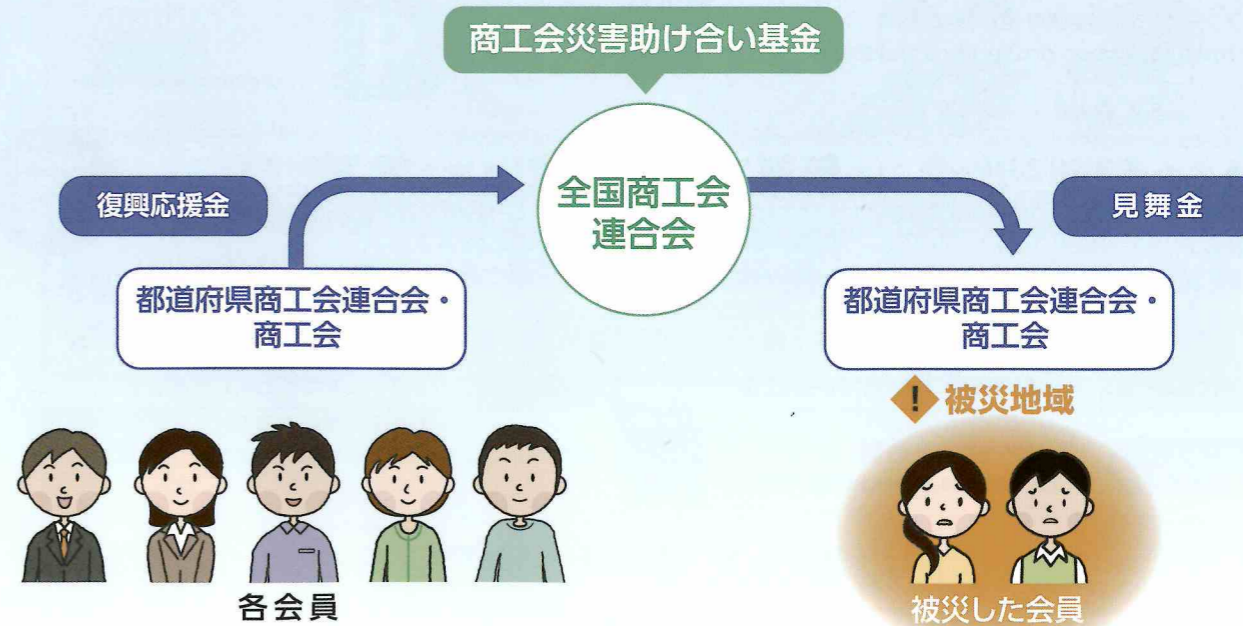 商工会災害助け合い基金
復興応援金
全国商工会
連合会
見舞金
都道府県商工会連合会・
商工会
都道府県商工会連合会・
商工会
!
被災地域
各会員
被災した会員